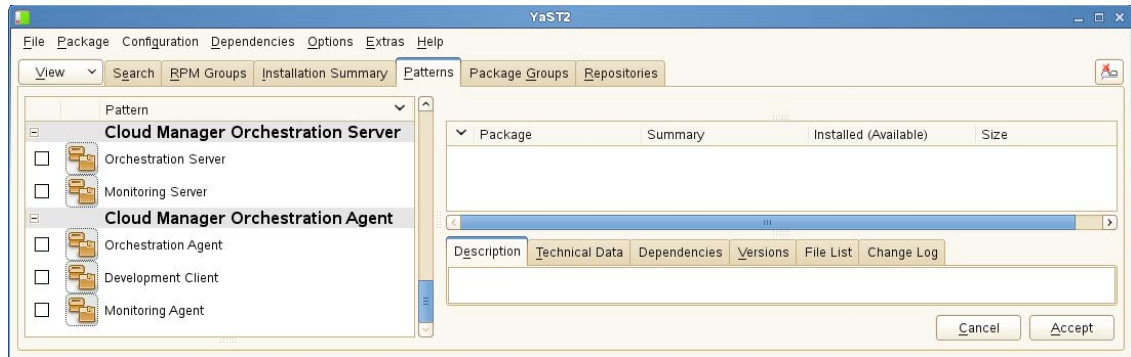 YaST2
File Package Configuration Dependencies Options Extras Help
View Search RPM Groups Installation Summary Patterns Package Groups Repositories
Pattern
Cloud Manager Orchestration Server
Orchestration Server
Monitoring Server
Cloud Manager Orchestration Agent
Orchestration Agent
Development Client
Monitoring Agent
Package Summary Installed (Available) Size
Description Technical Data Dependencies Versions File List Change Log
Cancel Accept